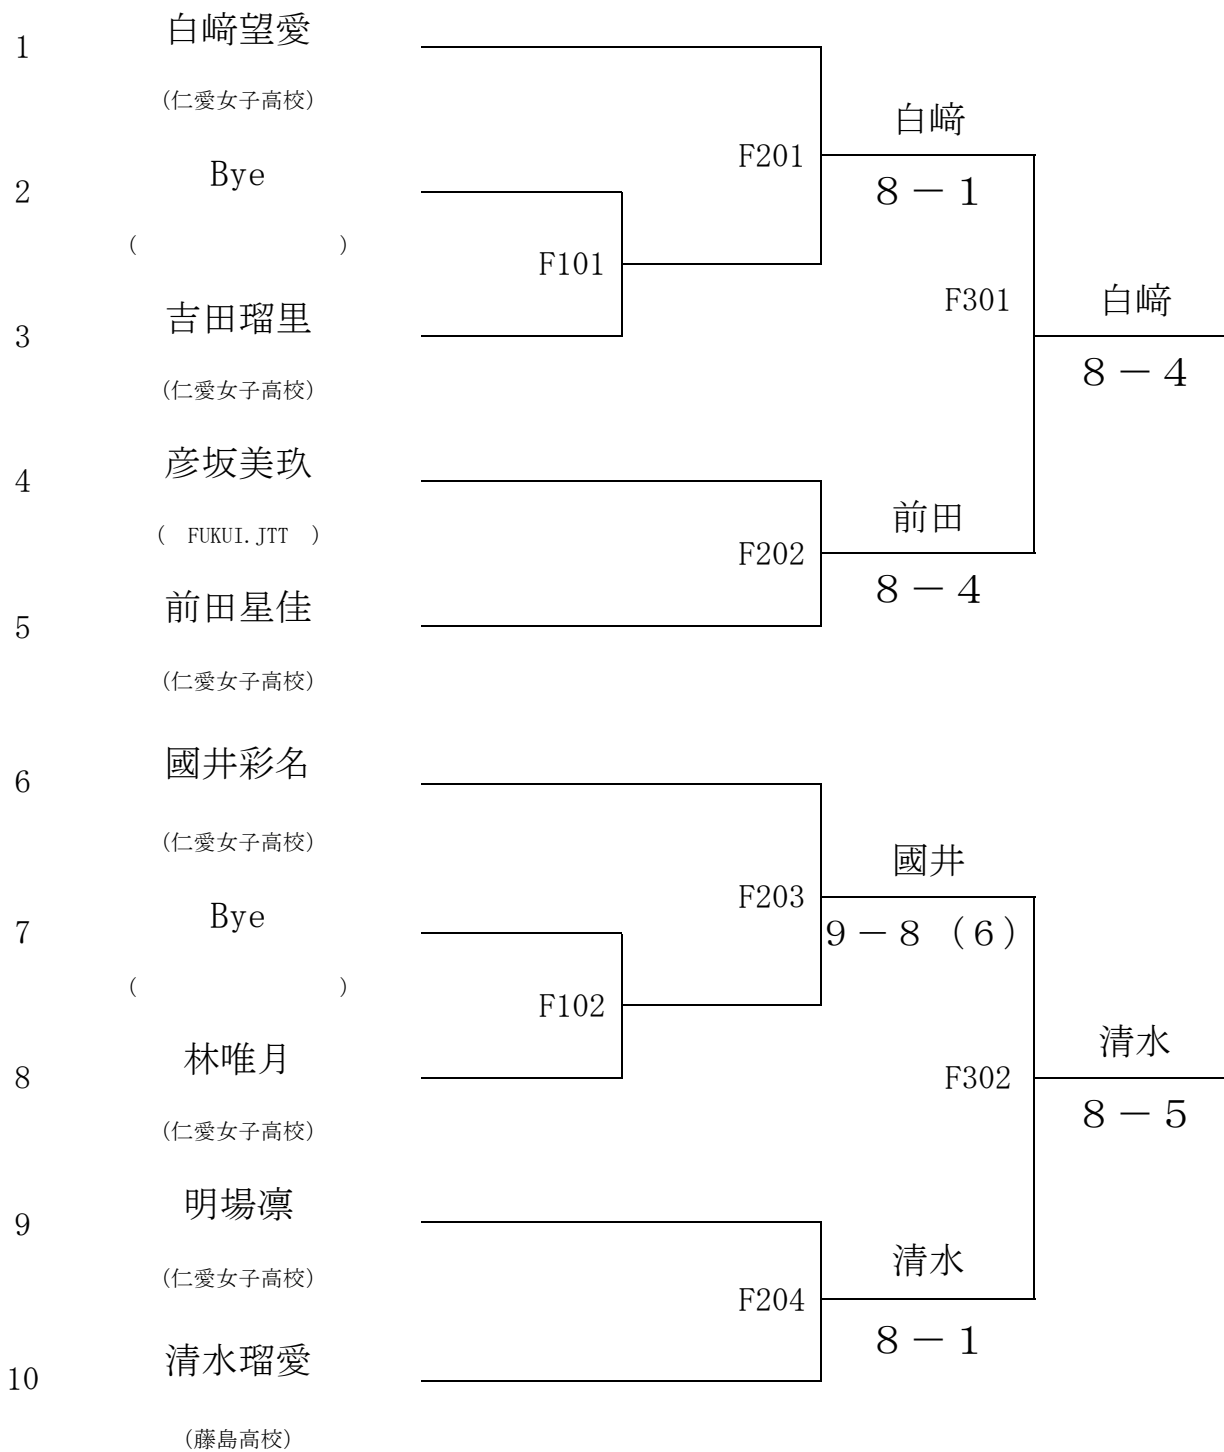 1
白﨑望愛
(仁愛女子高校)
白﨑
F201
8－1
2
Bye
(　　　　　)
F101
F301
白﨑
8－4
3
吉田瑠里
(仁愛女子高校)
4
彦坂美玖
(　FUKUI.JTT　)
前田
F202
8－4
5
前田星佳
(仁愛女子高校)
6
國井彩名
(仁愛女子高校)
國井
F203
9－8（6）
7
Bye
(　　　　　)
F102
清水
F302
8－5
8
林唯月
(仁愛女子高校)
9
明場凛
(仁愛女子高校)
清水
F204
8－1
10
清水瑠愛
(藤島高校)